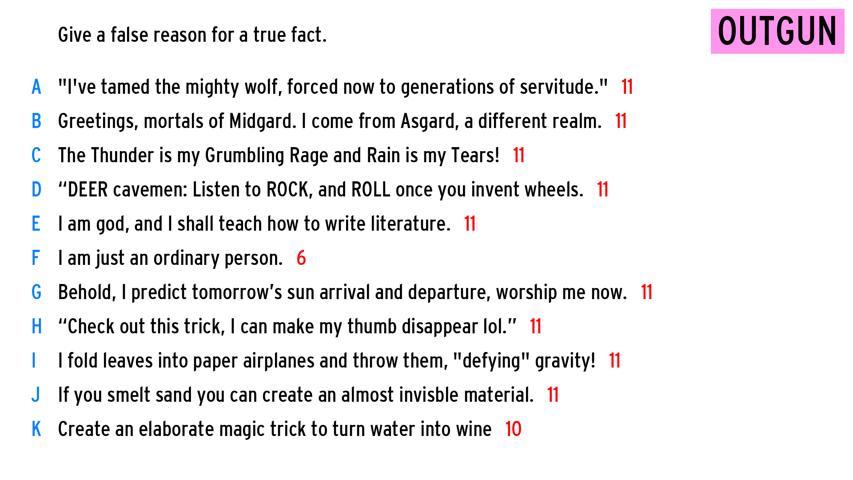 Give a false reason for a true fact.
OUTGUN
A "I've tamed the mighty wolf, forced now to generations of servitude." 11
B Greetings, mortals of Midgard. I come from Asgard, a different realm. 11
C The Thunder is my Grumbling Rage and Rain is my Tears! 11
D “DEER cavemen: Listen to ROCK, and ROLL once you invent wheels. 11
E I am god, and I shall teach how to write literature. 11
F I am just an ordinary person. 6
G Behold, I predict tomorrow’s sun arrival and departure, worship me now. 11
H “Check out this trick, I can make my thumb disappear lol.” 11
I I fold leaves into paper airplanes and throw them, "defying" gravity! 11
J If you smelt sand you can create an almost invisble material. 11
K Create an elaborate magic trick to turn water into wine 10